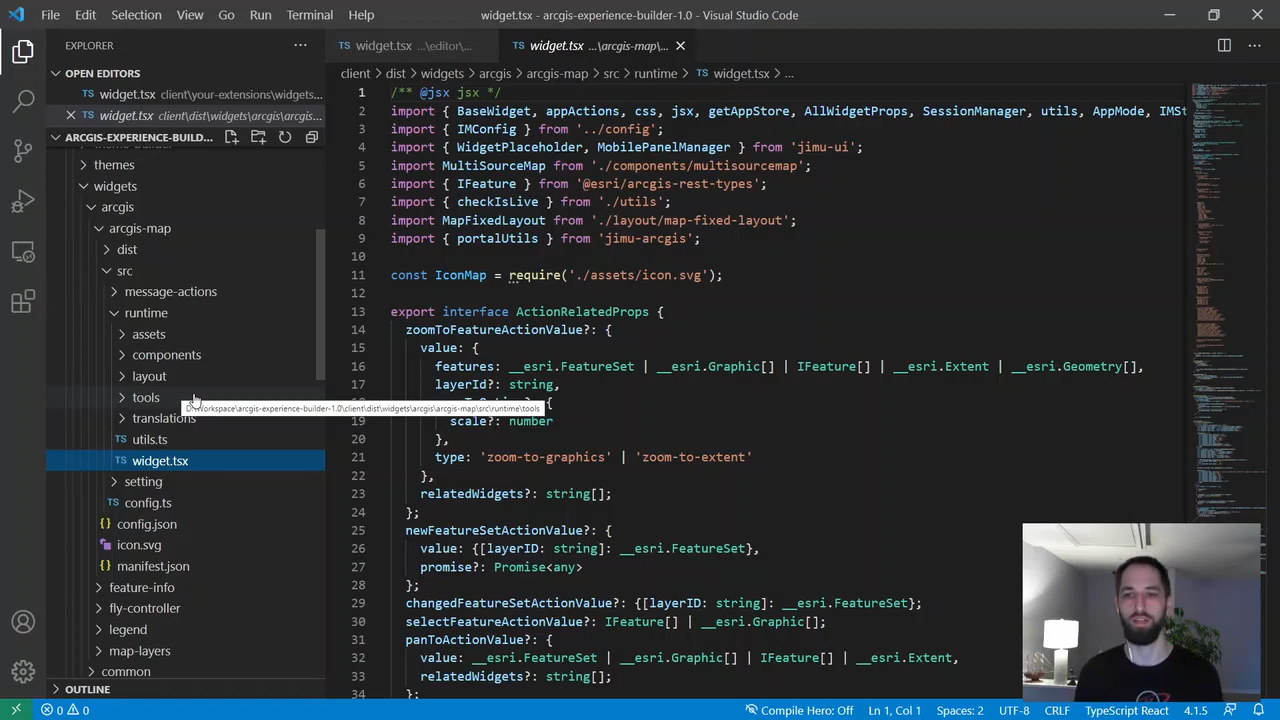 File Edit Selection View Go Run Terminal Help
widget.tsx - arcgis-experience-builder-1.0 - Visual Studio Code
EXPLORER
OPEN EDITORS
widget.tsx client\your-extensions\widgets...
widget.tsx client\dist\widgets\arcgis\arcgis...
ARCGIS-EXPERIENCE-BUILD...
themes
widgets
arcgis
arcgis-map
dist
src
message-actions
runtime
assets
components
layout
tools
translations
utils.ts
widget.tsx
setting
config.ts
config.json
icon.svg
manifest.json
feature-info
fly-controller
legend
map-layers
common
OUTLINE
D:\Workspace\arcgis-experience-builder-1.0\client\dist\widgets\arcgis\arcgis-map\src\runtime\tools
TS widget.tsx ...\editor\...
TS widget.tsx ...\arcgis-map\...
client > dist > widgets > arcgis > arcgis-map > src > runtime > TS widget.tsx > ...
1 /** @jsx jsx */
2 import { BaseWidget, appActions, css, jsx, getAppStore, AllWidgetProps, SessionManager, utils, AppMode, IMSt
3 import { IMConfig } from '../config';
4 import { WidgetPlaceholder, MobilePanelManager } from 'jimu-ui';
5 import MultiSourceMap from './components/multisourcemap';
6 import { IFeature } from '@esri/arcgis-rest-types';
7 import { checkIsLive } from './utils';
8 import MapFixedLayout from './layout/map-fixed-layout';
9 import { portalUtils } from 'jimu-arcgis';
10
11 const IconMap = require('./assets/icon.svg');
12
13 export interface ActionRelatedProps {
14 zoomToFeatureActionValue?: {
15 value: {
16 features: __esri.FeatureSet | __esri.Graphic[] | IFeature[] | __esri.Extent | __esri.Geometry[],
17 layerId?: string,
{
19 scale?: number
20 },
21 type: 'zoom-to-graphics' | 'zoom-to-extent'
22 },
23 relatedWidgets?: string[];
24 };
25 newFeatureSetActionValue?: {
26 value: {[layerID: string]: __esri.FeatureSet},
27 promise?: Promise<any>
28 };
29 changedFeatureSetActionValue?: {[layerID: string]: __esri.FeatureSet};
30 selectFeatureActionValue?: IFeature[] | __esri.Graphic[];
31 panToActionValue?: {
32 value: __esri.FeatureSet | __esri.Graphic[] | IFeature[] | __esri.Extent,
33 relatedWidgets?: string[];
34 };
0 0
Compile Hero: Off
Ln 1, Col 1
Spaces: 2
UTF-8
CRLF
TypeScript React
4.1.5